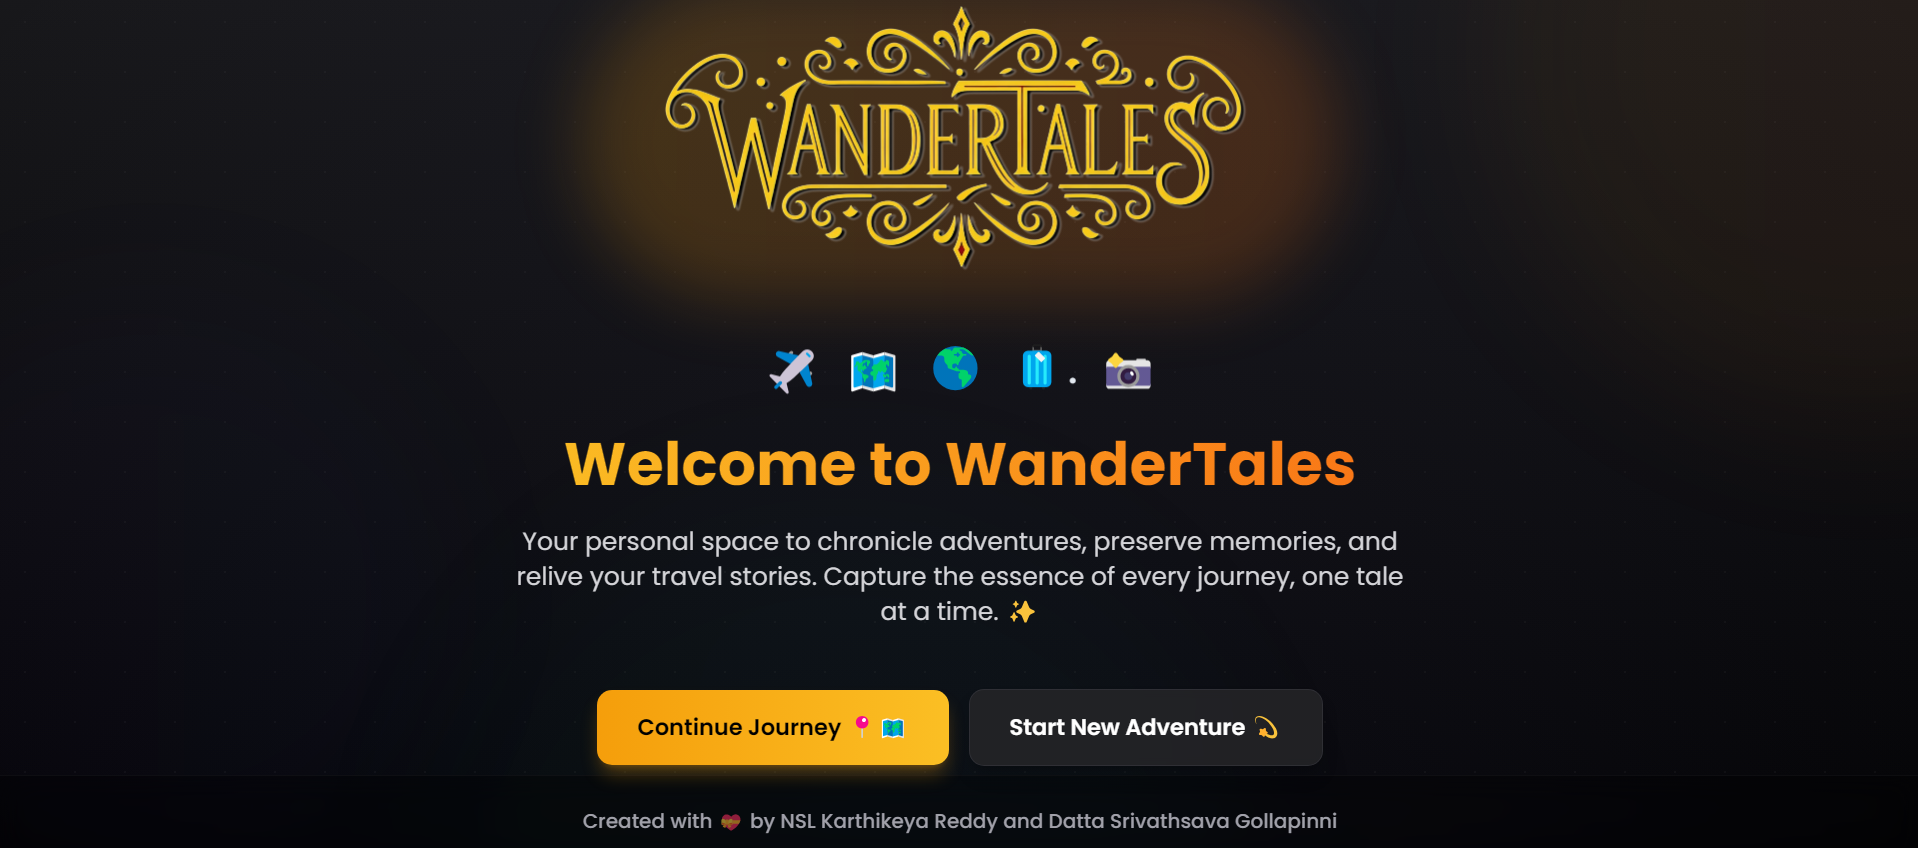 WANDERTALES
Welcome to WanderTales
Your personal space to chronicle adventures, preserve memories, and
relive your travel stories. Capture the essence of every journey, one tale
at a time. ✨
Continue Journey 📍 🗺️
Start New Adventure 💫
Created with 💝 by NSL Karthikeya Reddy and Datta Srivathsava Gollapinni